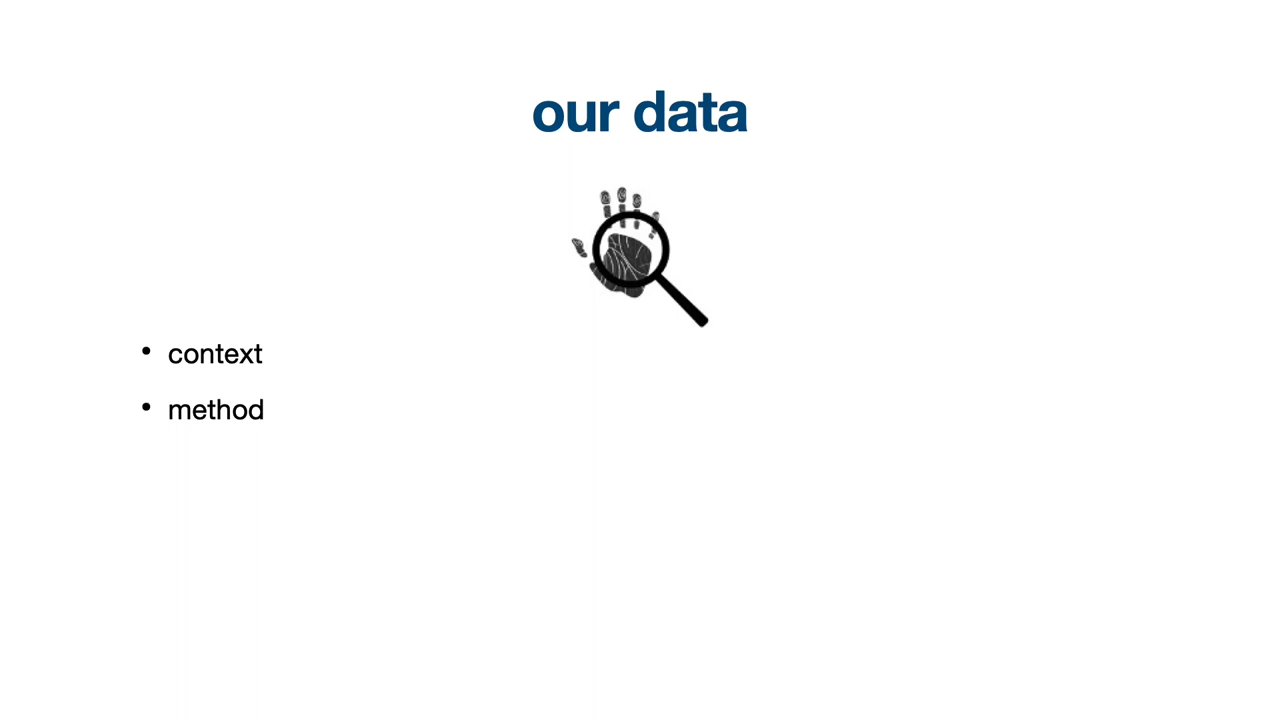 our data
• context
• method